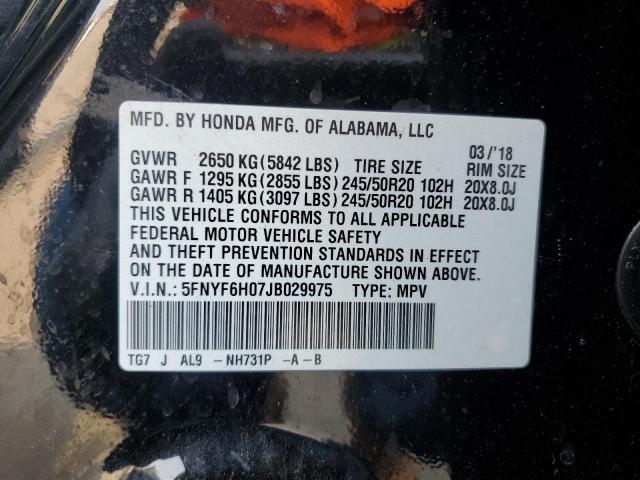 MFD. BY HONDA MFG. OF ALABAMA, LLC
03/'18
GVWR 2650 KG(5842 LBS) TIRE SIZE RIM SIZE
GAWR F 1295 KG(2855 LBS) 245/50R20 102H 20X8.0J
GAWR R 1405 KG(3097 LBS) 245/50R20 102H 20X8.0J
THIS VEHICLE CONFORMS TO ALL APPLICABLE
FEDERAL MOTOR VEHICLE SAFETY
AND THEFT PREVENTION STANDARDS IN EFFECT
ON THE DATE OF MANUFACTURE SHOWN ABOVE.
V.I.N.: 5FNYF6H07JB029975 TYPE: MPV
TG7 J AL9 -NH731P -A-B